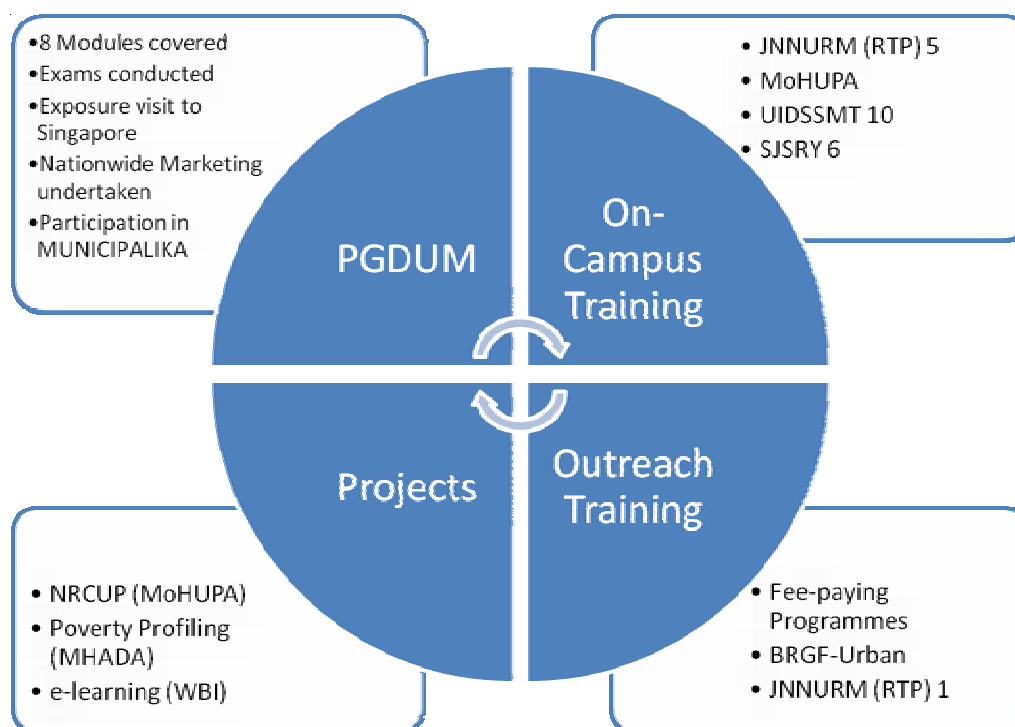 •8 Modules covered
•Exams conducted
•Exposure visit to
Singapore
•Nationwide Marketing
undertaken
•Participation in
MUNICIPALIKA
PGDUM
• JNNURM (RTP) 5
• MoHUPA
• UIDSSMT 10
• SJSRY 6
On-
Campus
Training
Projects
• NRCUP (MoHUPA)
• Poverty Profiling
(MHADA)
• e-learning (WBI)
Outreach
Training
• Fee-paying
Programmes
• BRGF-Urban
• JNNURM (RTP) 1